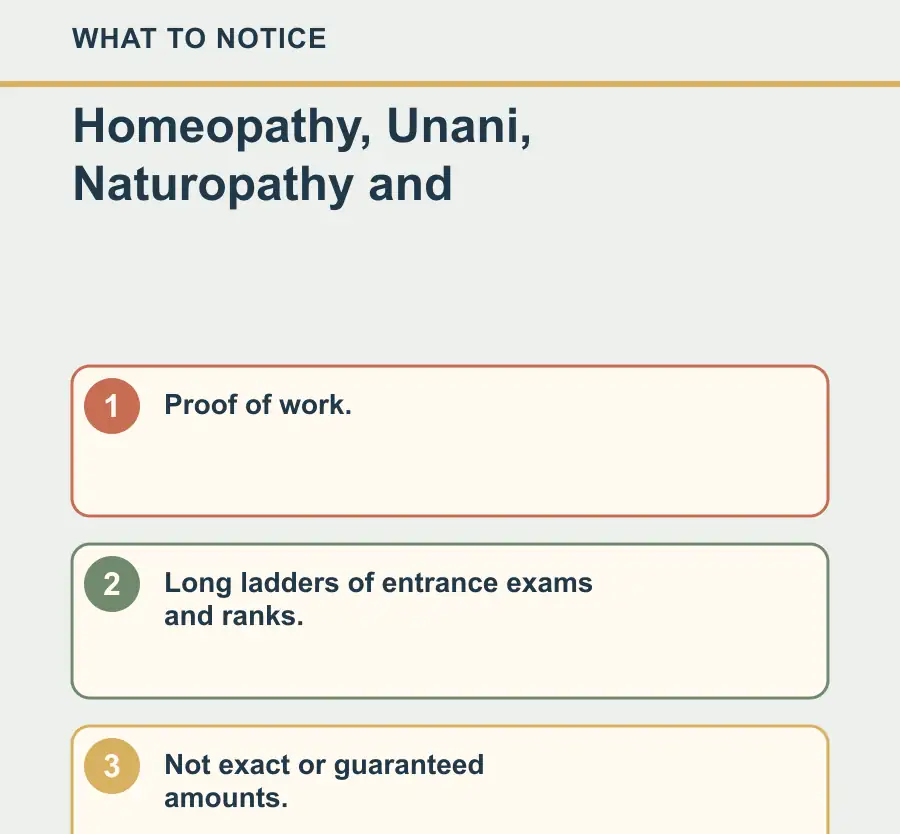 WHAT TO NOTICE
Homeopathy, Unani,
Naturopathy and
1
Proof of work.
2
Long ladders of entrance exams
and ranks.
3
Not exact or guaranteed
amounts.